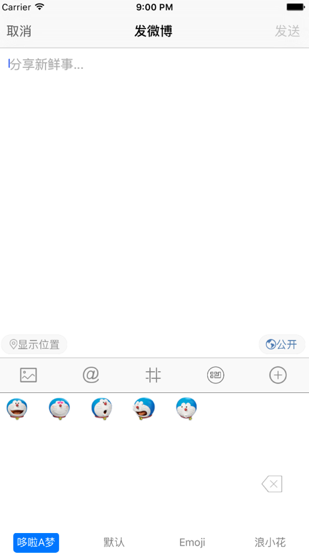 Carrier 9:00 PM
取消 发微博 发送
分享新鲜事...
显示位置 公开
@
哆啦A梦 默认 Emoji 浪小花